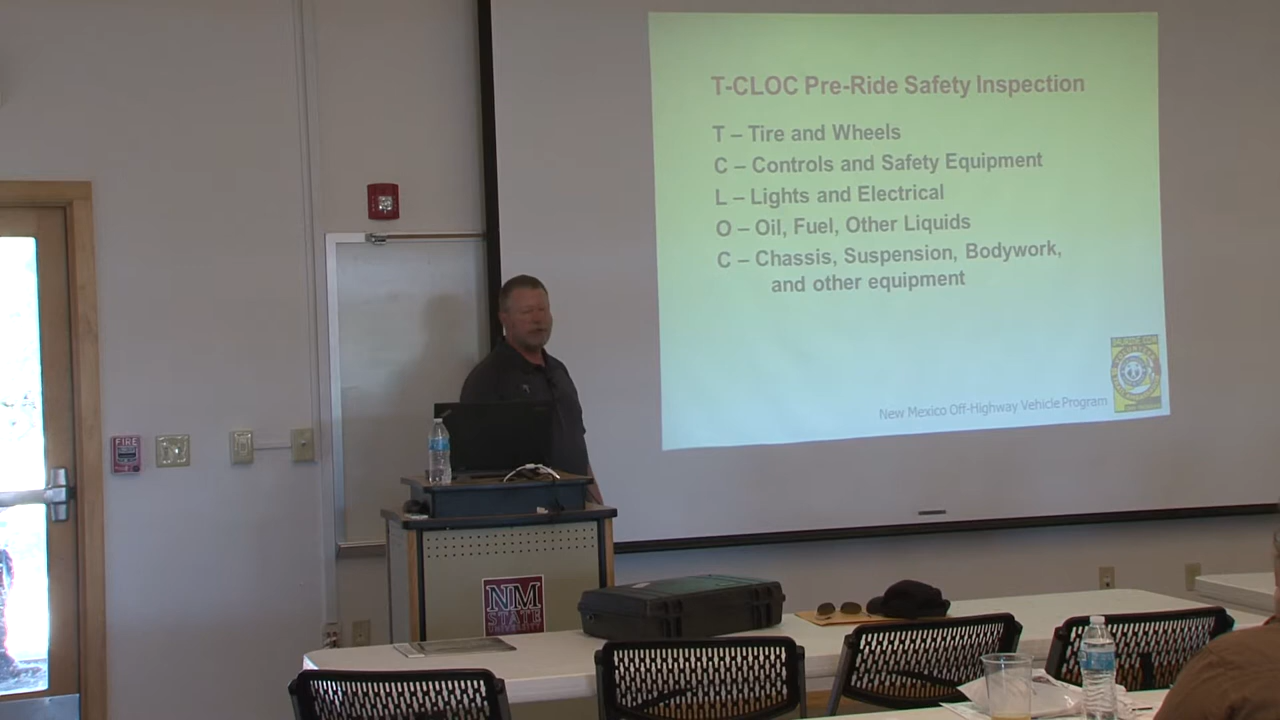 T-CLOC Pre-Ride Safety Inspection
T – Tire and Wheels
C – Controls and Safety Equipment
L – Lights and Electrical
O – Oil, Fuel, Other Liquids
C – Chassis, Suspension, Bodywork,
and other equipment
New Mexico Off-Highway Vehicle Program
FIRE
NM
STATE
UNIVERSITY